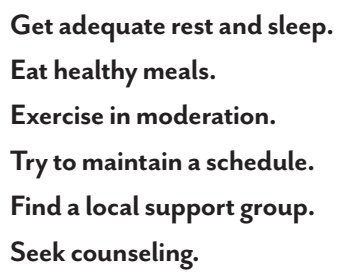 Get adequate rest and sleep.
Eat healthy meals.
Exercise in moderation.
Try to maintain a schedule.
Find a local support group.
Seek counseling.